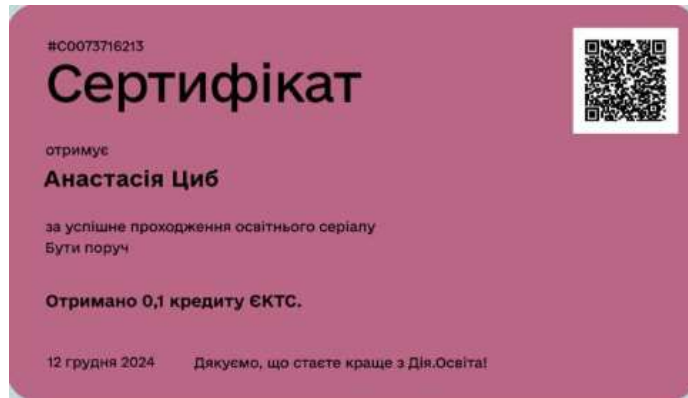 #C0073716213
Сертифікат
отримує
Анастасія Циб
за успішне проходження освітнього серіалу
Бути поруч
Отримано 0,1 кредиту ЄКТС.
12 грудня 2024 Дякуємо, що стаєте краще з Дія.Освіта!